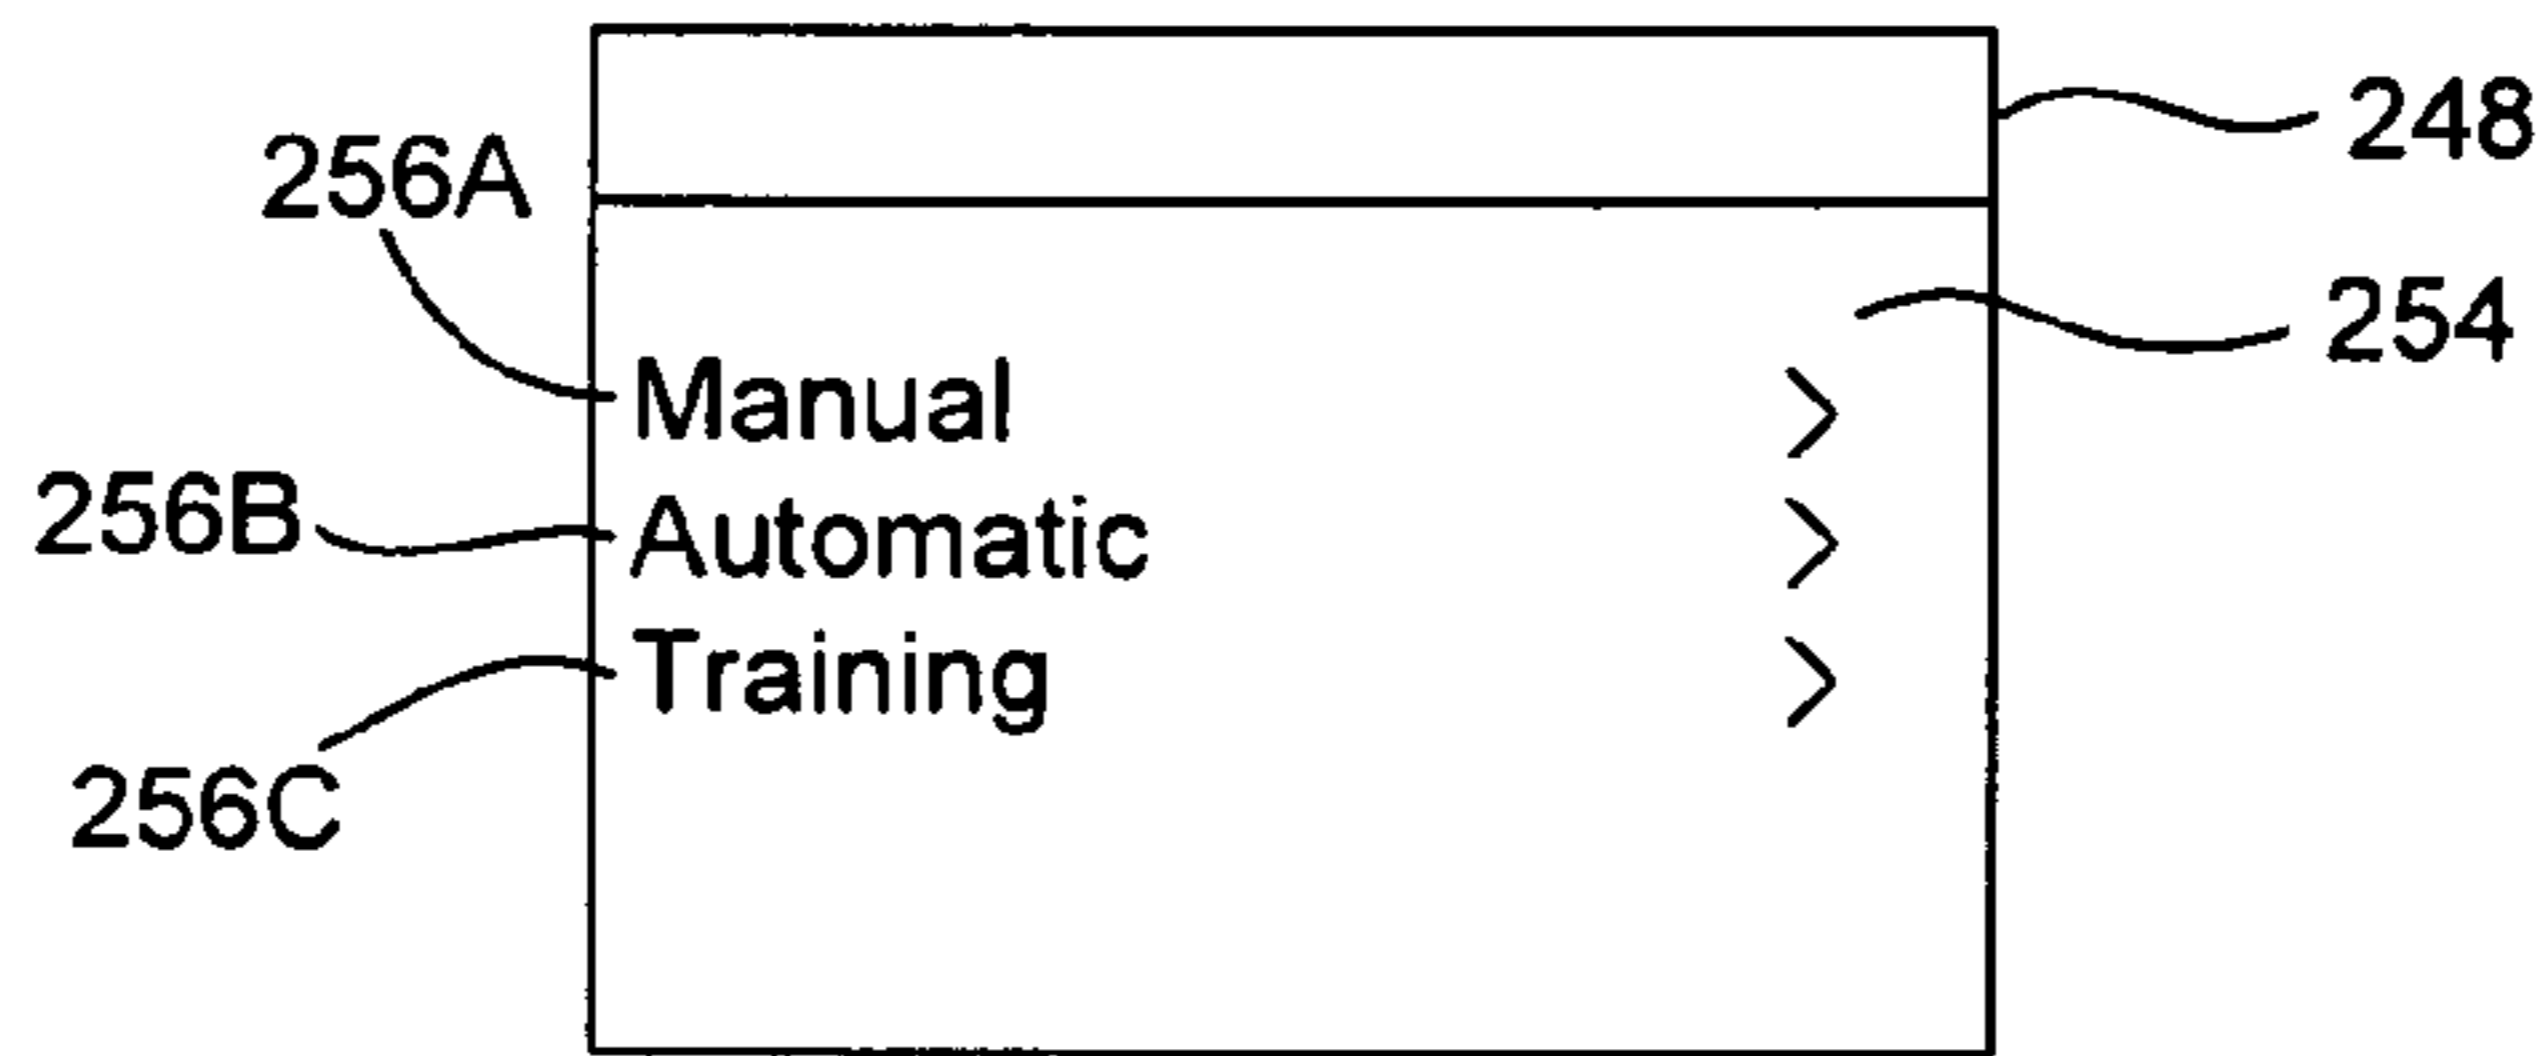 248
256A
254
Manual >
256B
Automatic >
Training >
256C